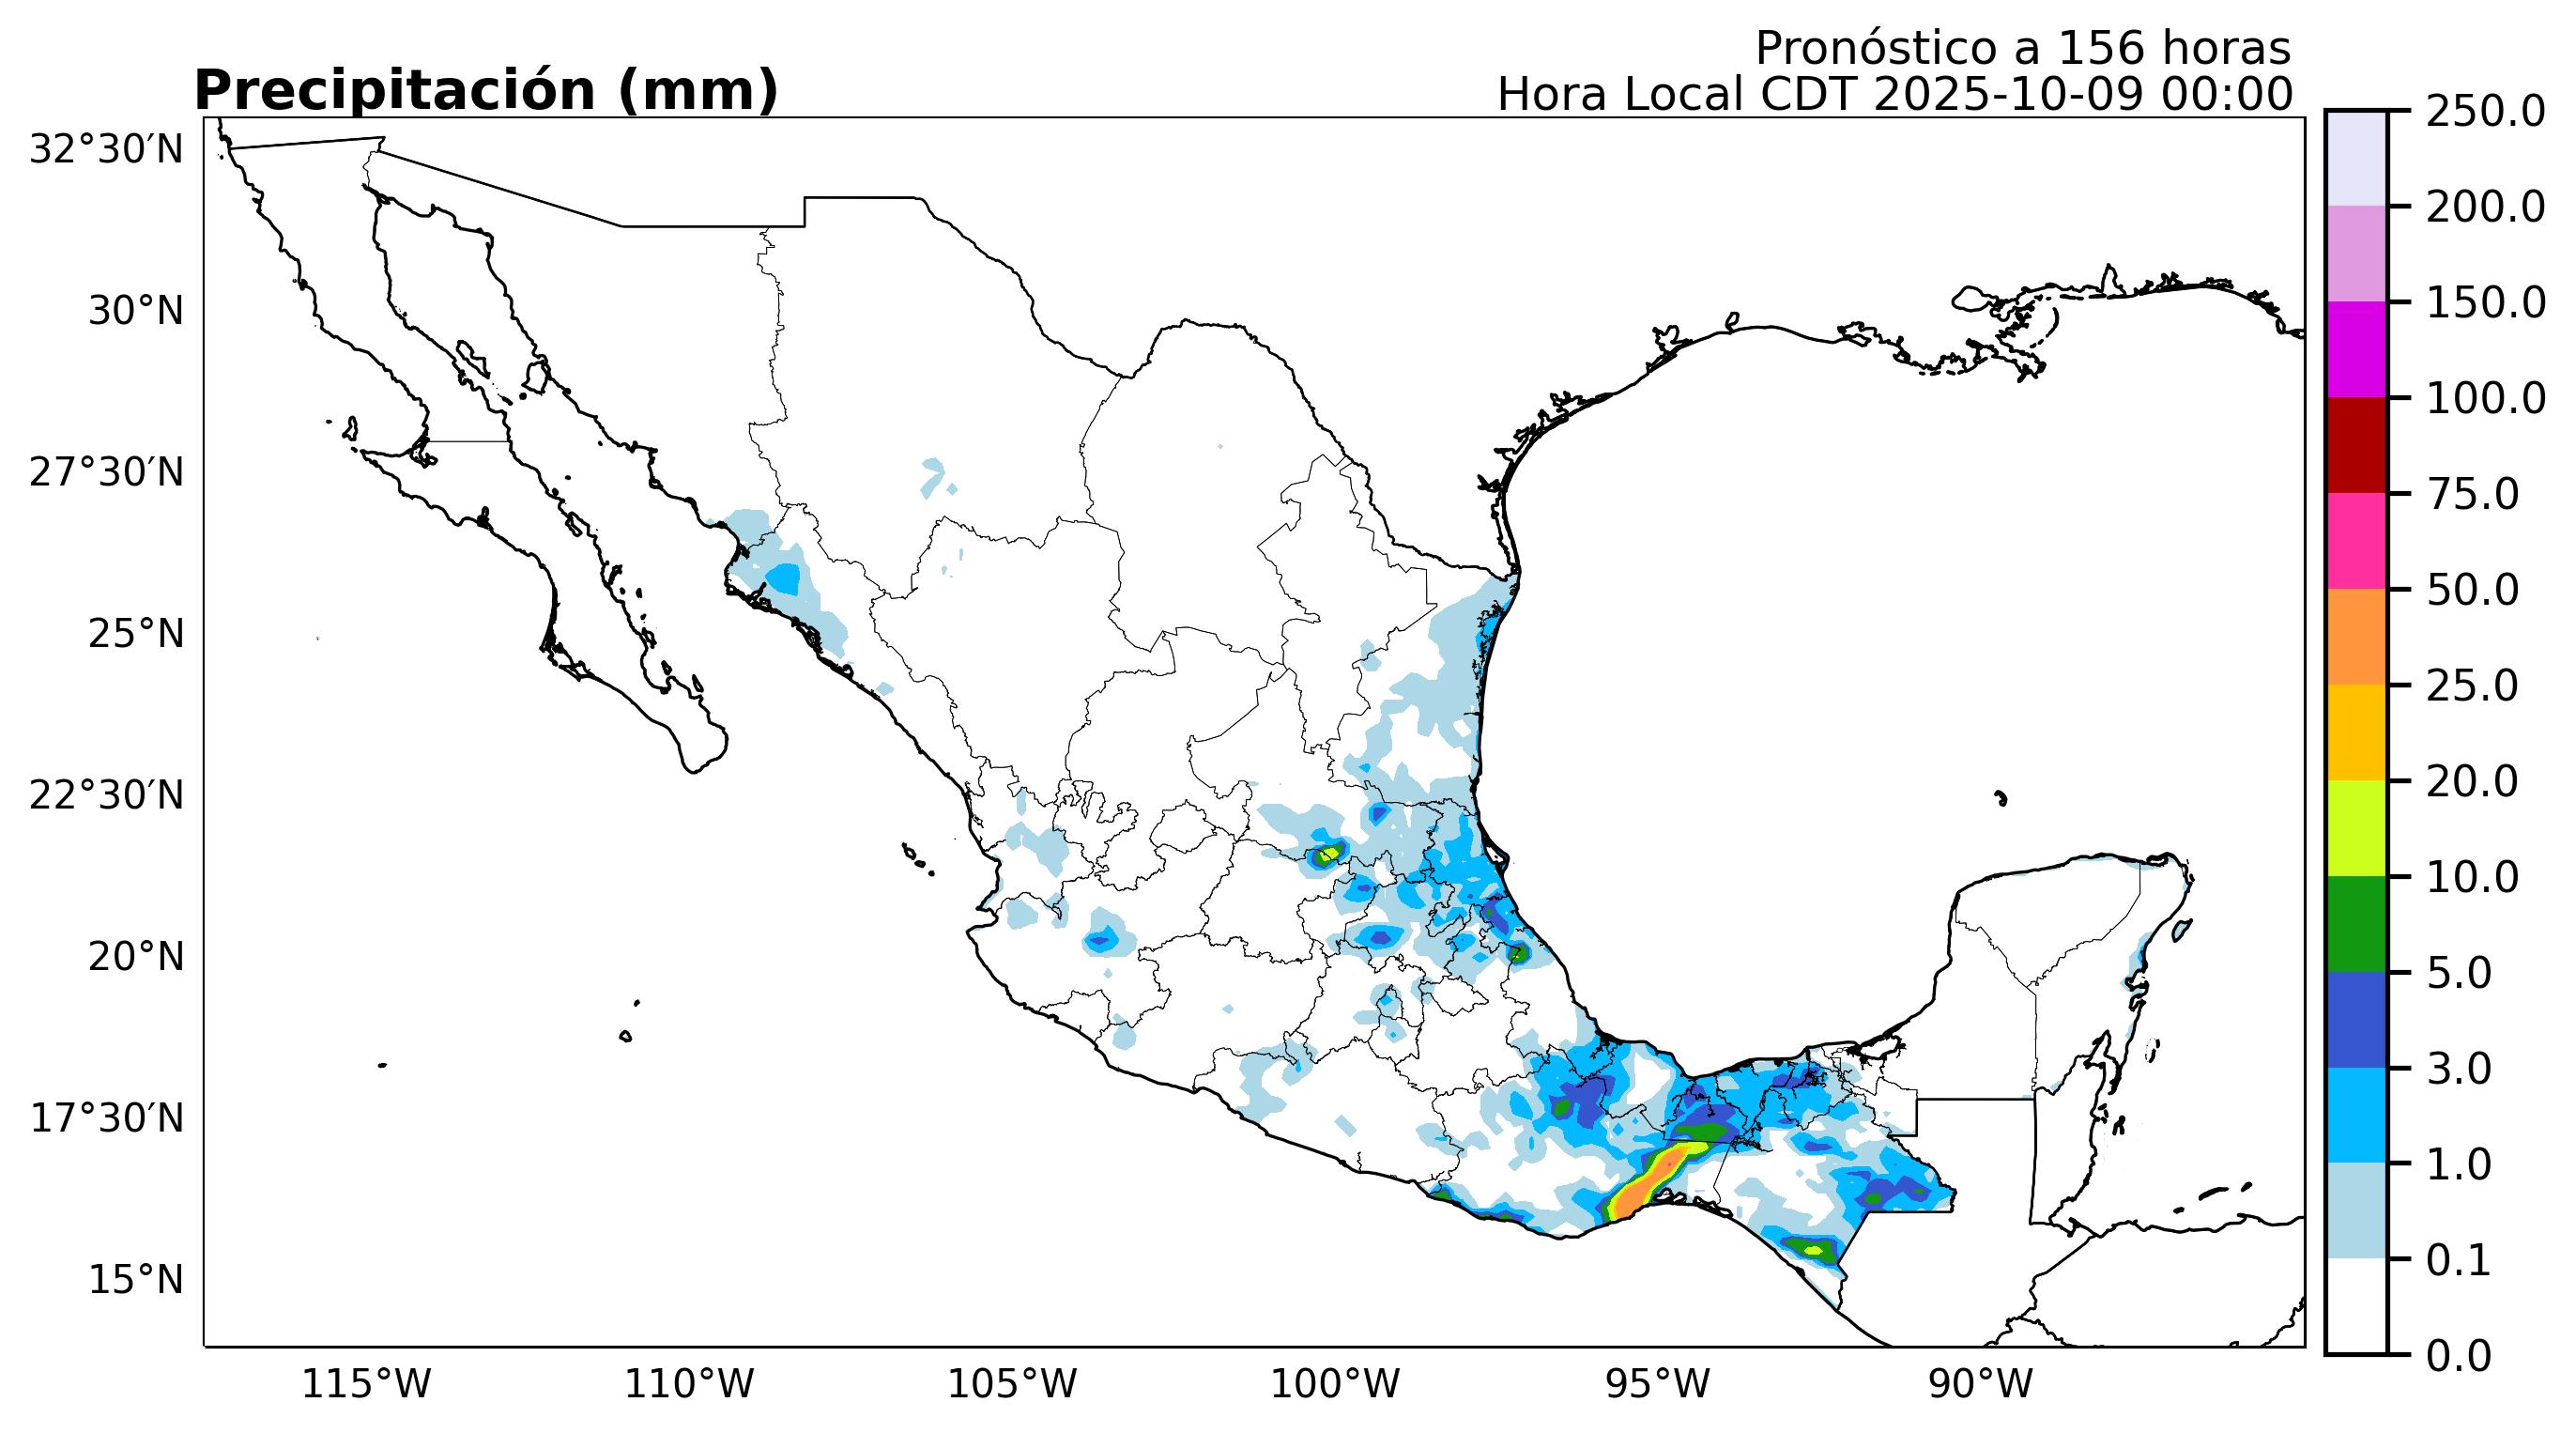 Pronóstico a 156 horas
Precipitación (mm)
Hora Local CDT 2025-10-09 00:00
32°30′N
30°N
27°30′N
25°N
22°30′N
20°N
17°30′N
15°N
115°W
110°W
105°W
100°W
95°W
90°W
250.0
200.0
150.0
100.0
75.0
50.0
25.0
20.0
10.0
5.0
3.0
1.0
0.1
0.0